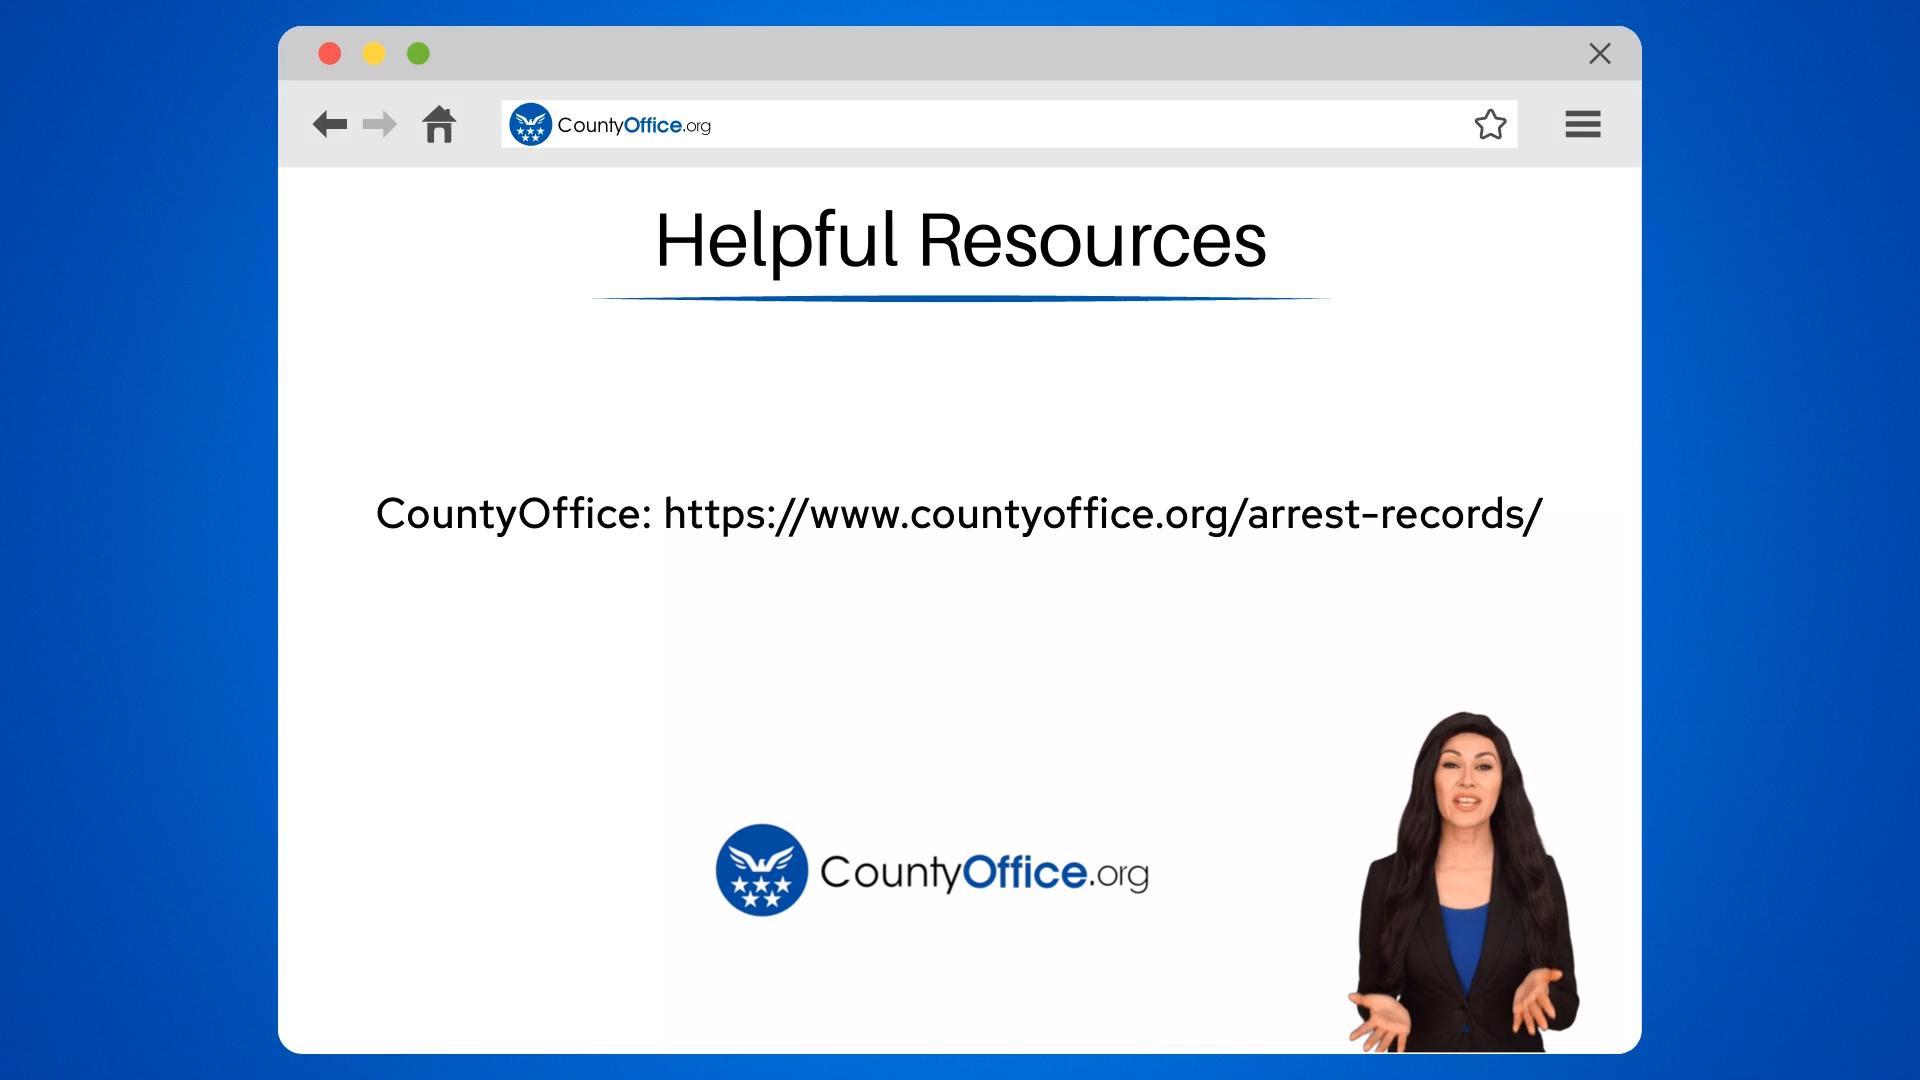 CountyOffice.org
Helpful Resources
CountyOffice: https://www.countyoffice.org/arrest-records/
CountyOffice.org